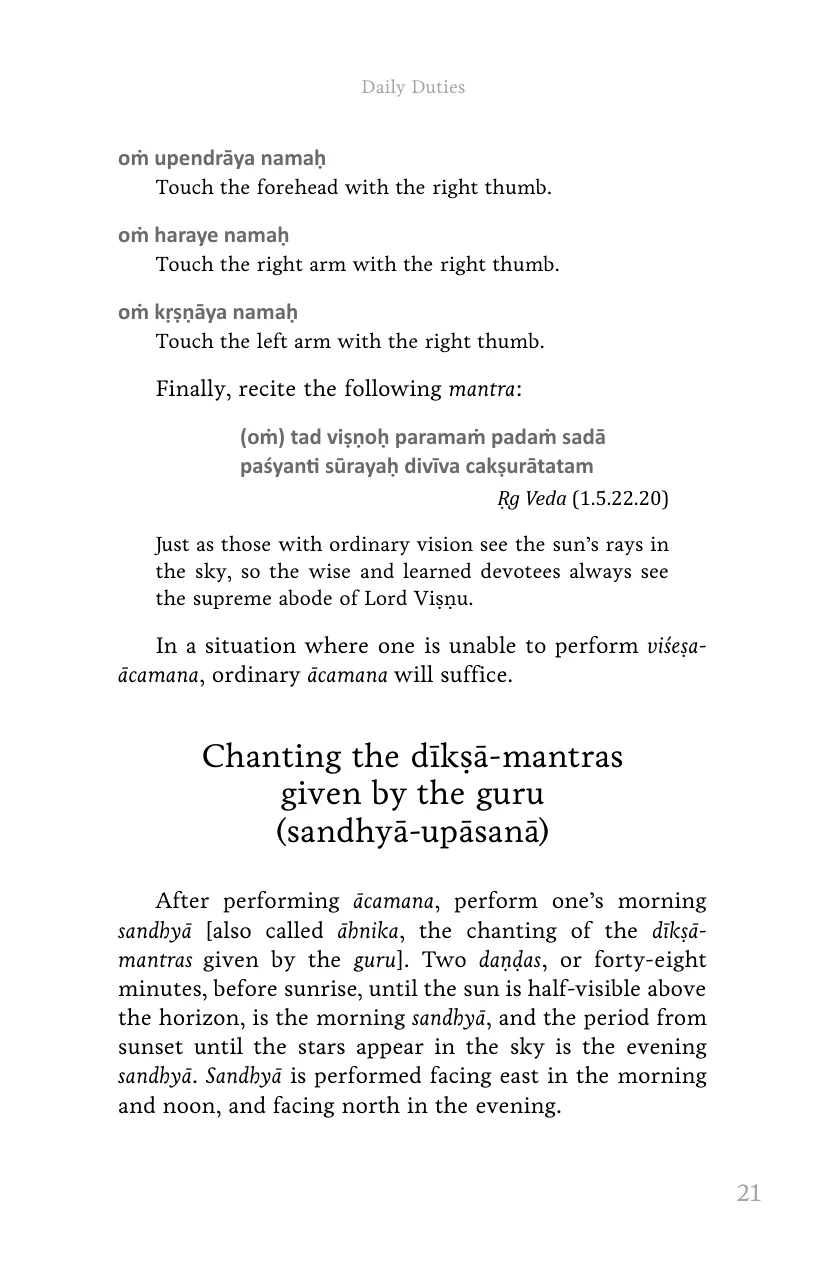 Daily Duties
oṁ upendrāya namaḥ
Touch the forehead with the right thumb.
oṁ haraye namaḥ
Touch the right arm with the right thumb.
oṁ kṛṣṇāya namaḥ
Touch the left arm with the right thumb.
Finally, recite the following mantra:
(oṁ) tad viṣṇoḥ paramaṁ padaṁ sadā
paśyanti sūrayaḥ divīva cakṣurātatam
Ṛg Veda (1.5.22.20)
Just as those with ordinary vision see the sun’s rays in
the sky, so the wise and learned devotees always see
the supreme abode of Lord Viṣṇu.
In a situation where one is unable to perform viśeṣa-
ācamana, ordinary ācamana will suffice.
Chanting the dīkṣā-mantras
given by the guru
(sandhyā-upāsanā)
After performing ācamana, perform one’s morning
sandhyā [also called āhnika, the chanting of the dīkṣā-
mantras given by the guru]. Two daṇḍas, or forty-eight
minutes, before sunrise, until the sun is half-visible above
the horizon, is the morning sandhyā, and the period from
sunset until the stars appear in the sky is the evening
sandhyā. Sandhyā is performed facing east in the morning
and noon, and facing north in the evening.
21